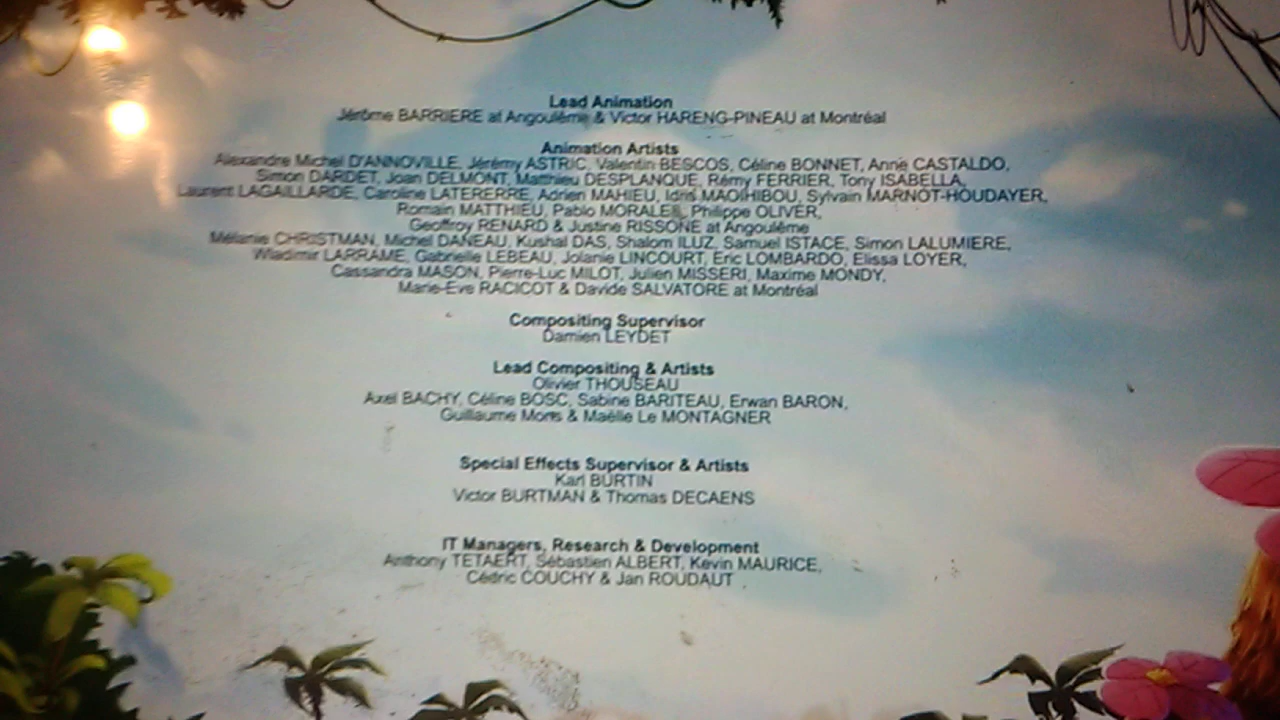 Lead Animation
Jérôme BARRIERE at Angoulême & Victor HARENG-PINEAU at Montréal
Animation Artists
Alexandre Michel D'ANNOVILLE, Jérémy ASTRIC, Valentin BESCOS, Céline BONNET, Anne CASTALDO,
Simon DARDET, Joan DELMONT, Matthieu DESPLANQUE, Rémy FERRIER, Tony ISABELLA,
Laurent LAGAILLARDE, Caroline LATERERRE, Adrien MAHIEU, Idris MAOIHIBOU, Sylvain MARNOT-HOUDAYER,
Romain MATTHIEU, Pablo MORALES, Philippe OLIVER,
Geoffroy RENARD & Justine RISSONE at Angoulême
Mélanie CHRISTMAN, Michel DANEAU, Kushal DAS, Shalom ILUZ, Samuel ISTACE, Simon LALUMIERE,
Wladimir LARRAME, Gabrielle LEBEAU, Jolanie LINCOURT, Eric LOMBARDO, Elissa LOYER,
Cassandra MASON, Pierre-Luc MILOT, Julien MISSERI, Maxime MONDY,
Marie-Eve RACICOT & Davide SALVATORE at Montréal
Compositing Supervisor
Damien LEYDET
Lead Compositing & Artists
Olivier THOUSEAU
Axel BACHY, Céline BOSC, Sabine BARITEAU, Erwan BARON,
Guillaume & Maëlle Le MONTAGNER
Special Effects Supervisor & Artists
Karl BURTIN
Victor BURTMAN & Thomas DECAENS
IT Managers, Research & Development
Anthony TETAERT, Sébastien ALBERT, Kevin MAURICE,
Cédric COUCHY & Jan ROUDAUT